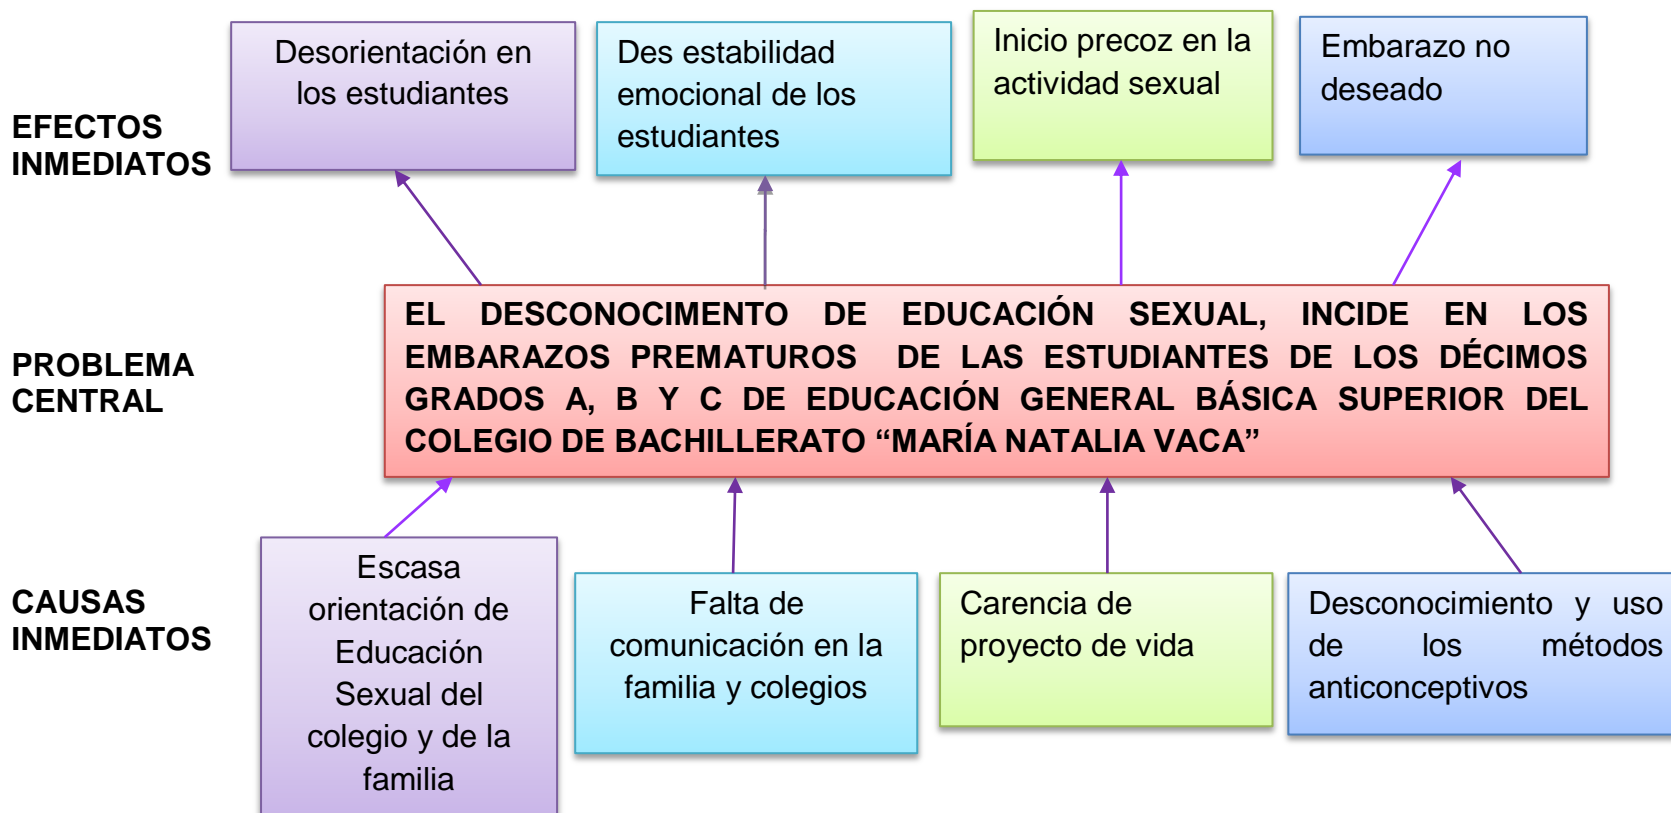 Desorientación en
los estudiantes
Des estabilidad
emocional de los
estudiantes
Inicio precoz en la
actividad sexual
Embarazo no
deseado
EFECTOS
INMEDIATOS
PROBLEMA
CENTRAL
EL DESCONOCIMENTO DE EDUCACIÓN SEXUAL, INCIDE EN LOS
EMBARAZOS PREMATUROS DE LAS ESTUDIANTES DE LOS DÉCIMOS
GRADOS A, B Y C DE EDUCACIÓN GENERAL BÁSICA SUPERIOR DEL
COLEGIO DE BACHILLERATO “MARÍA NATALIA VACA”
CAUSAS
INMEDIATOS
Escasa
orientación de
Educación
Sexual del
colegio y de la
familia
Falta de
comunicación en la
familia y colegios
Carencia de
proyecto de vida
Desconocimiento y uso
de los métodos
anticonceptivos